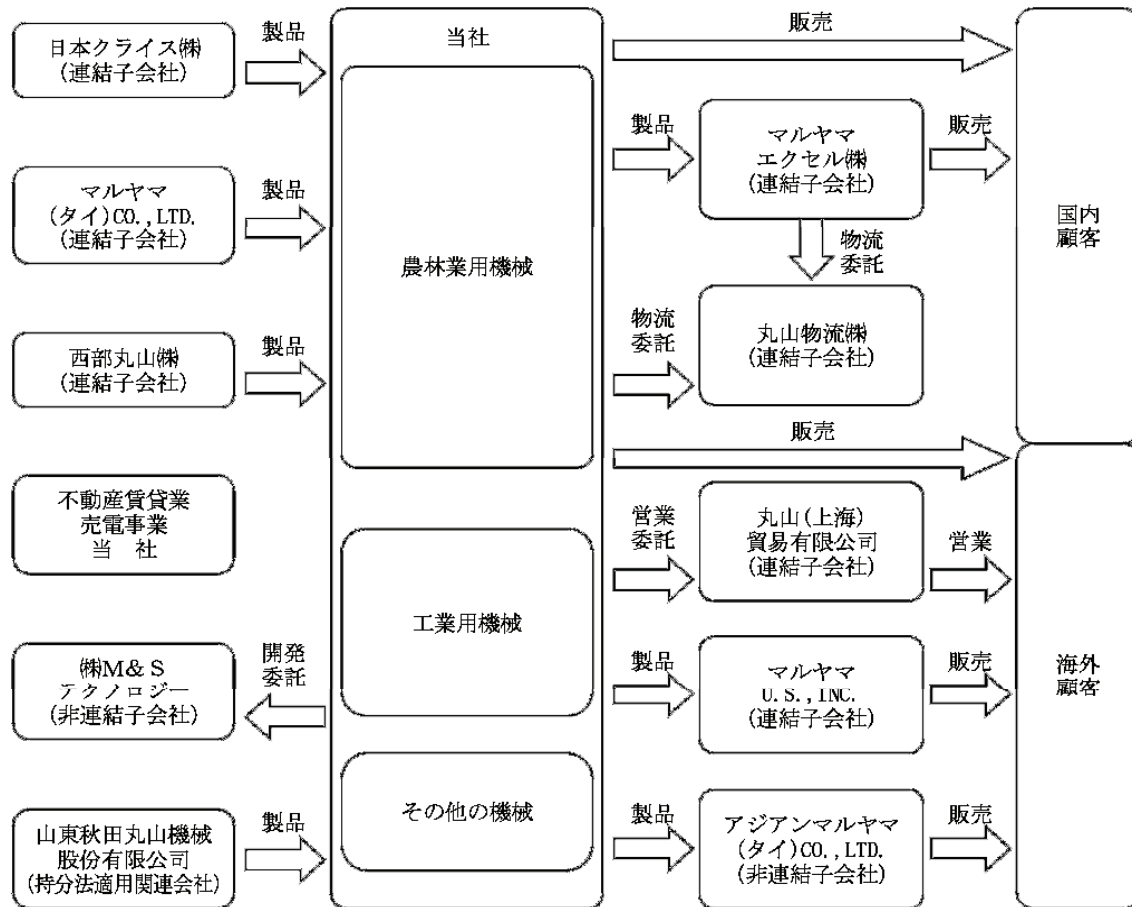 日本クライス㈱
(連結子会社)
製品
マルヤマ
(タイ)CO.,LTD.
(連結子会社)
製品
西部丸山㈱
(連結子会社)
製品
不動産賃貸業
売電事業
当　社
㈱M&S
テクノロジー
(非連結子会社)
開発
委託
山東秋田丸山機械
股份有限公司
(持分法適用関連会社)
製品
当社
農林業用機械
工業用機械
その他の機械
販売
製品
マルヤマ
エクセル㈱
(連結子会社)
販売
物流
委託
物流
委託
丸山物流㈱
(連結子会社)
販売
営業
委託
丸山(上海)
貿易有限公司
(連結子会社)
営業
製品
マルヤマ
U.S.,INC.
(連結子会社)
販売
製品
アジアンマルヤマ
(タイ)CO.,LTD.
(非連結子会社)
販売
国内
顧客
海外
顧客